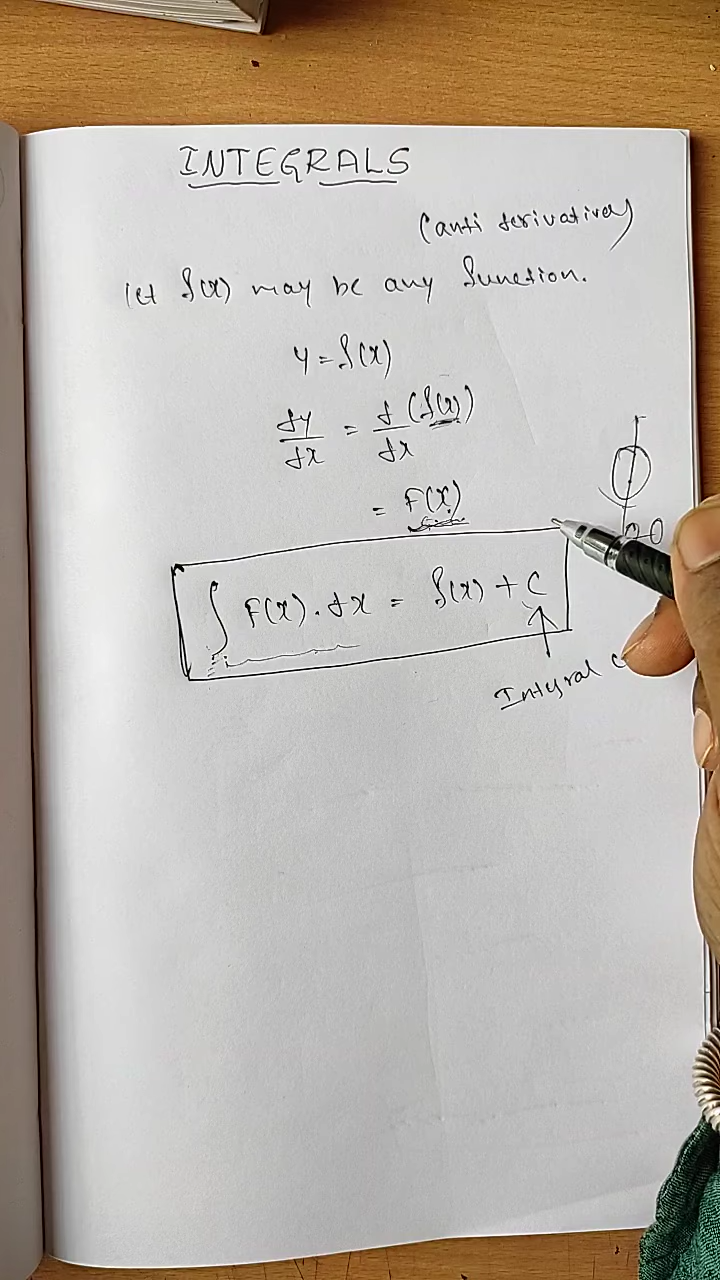 INTEGRALS
(anti derivatives)
let f(x) may be any function.
y = f(x)
dy/dx = d/dx (f(x))
= F(x)
∫ F(x) . dx = f(x) + C
Integral